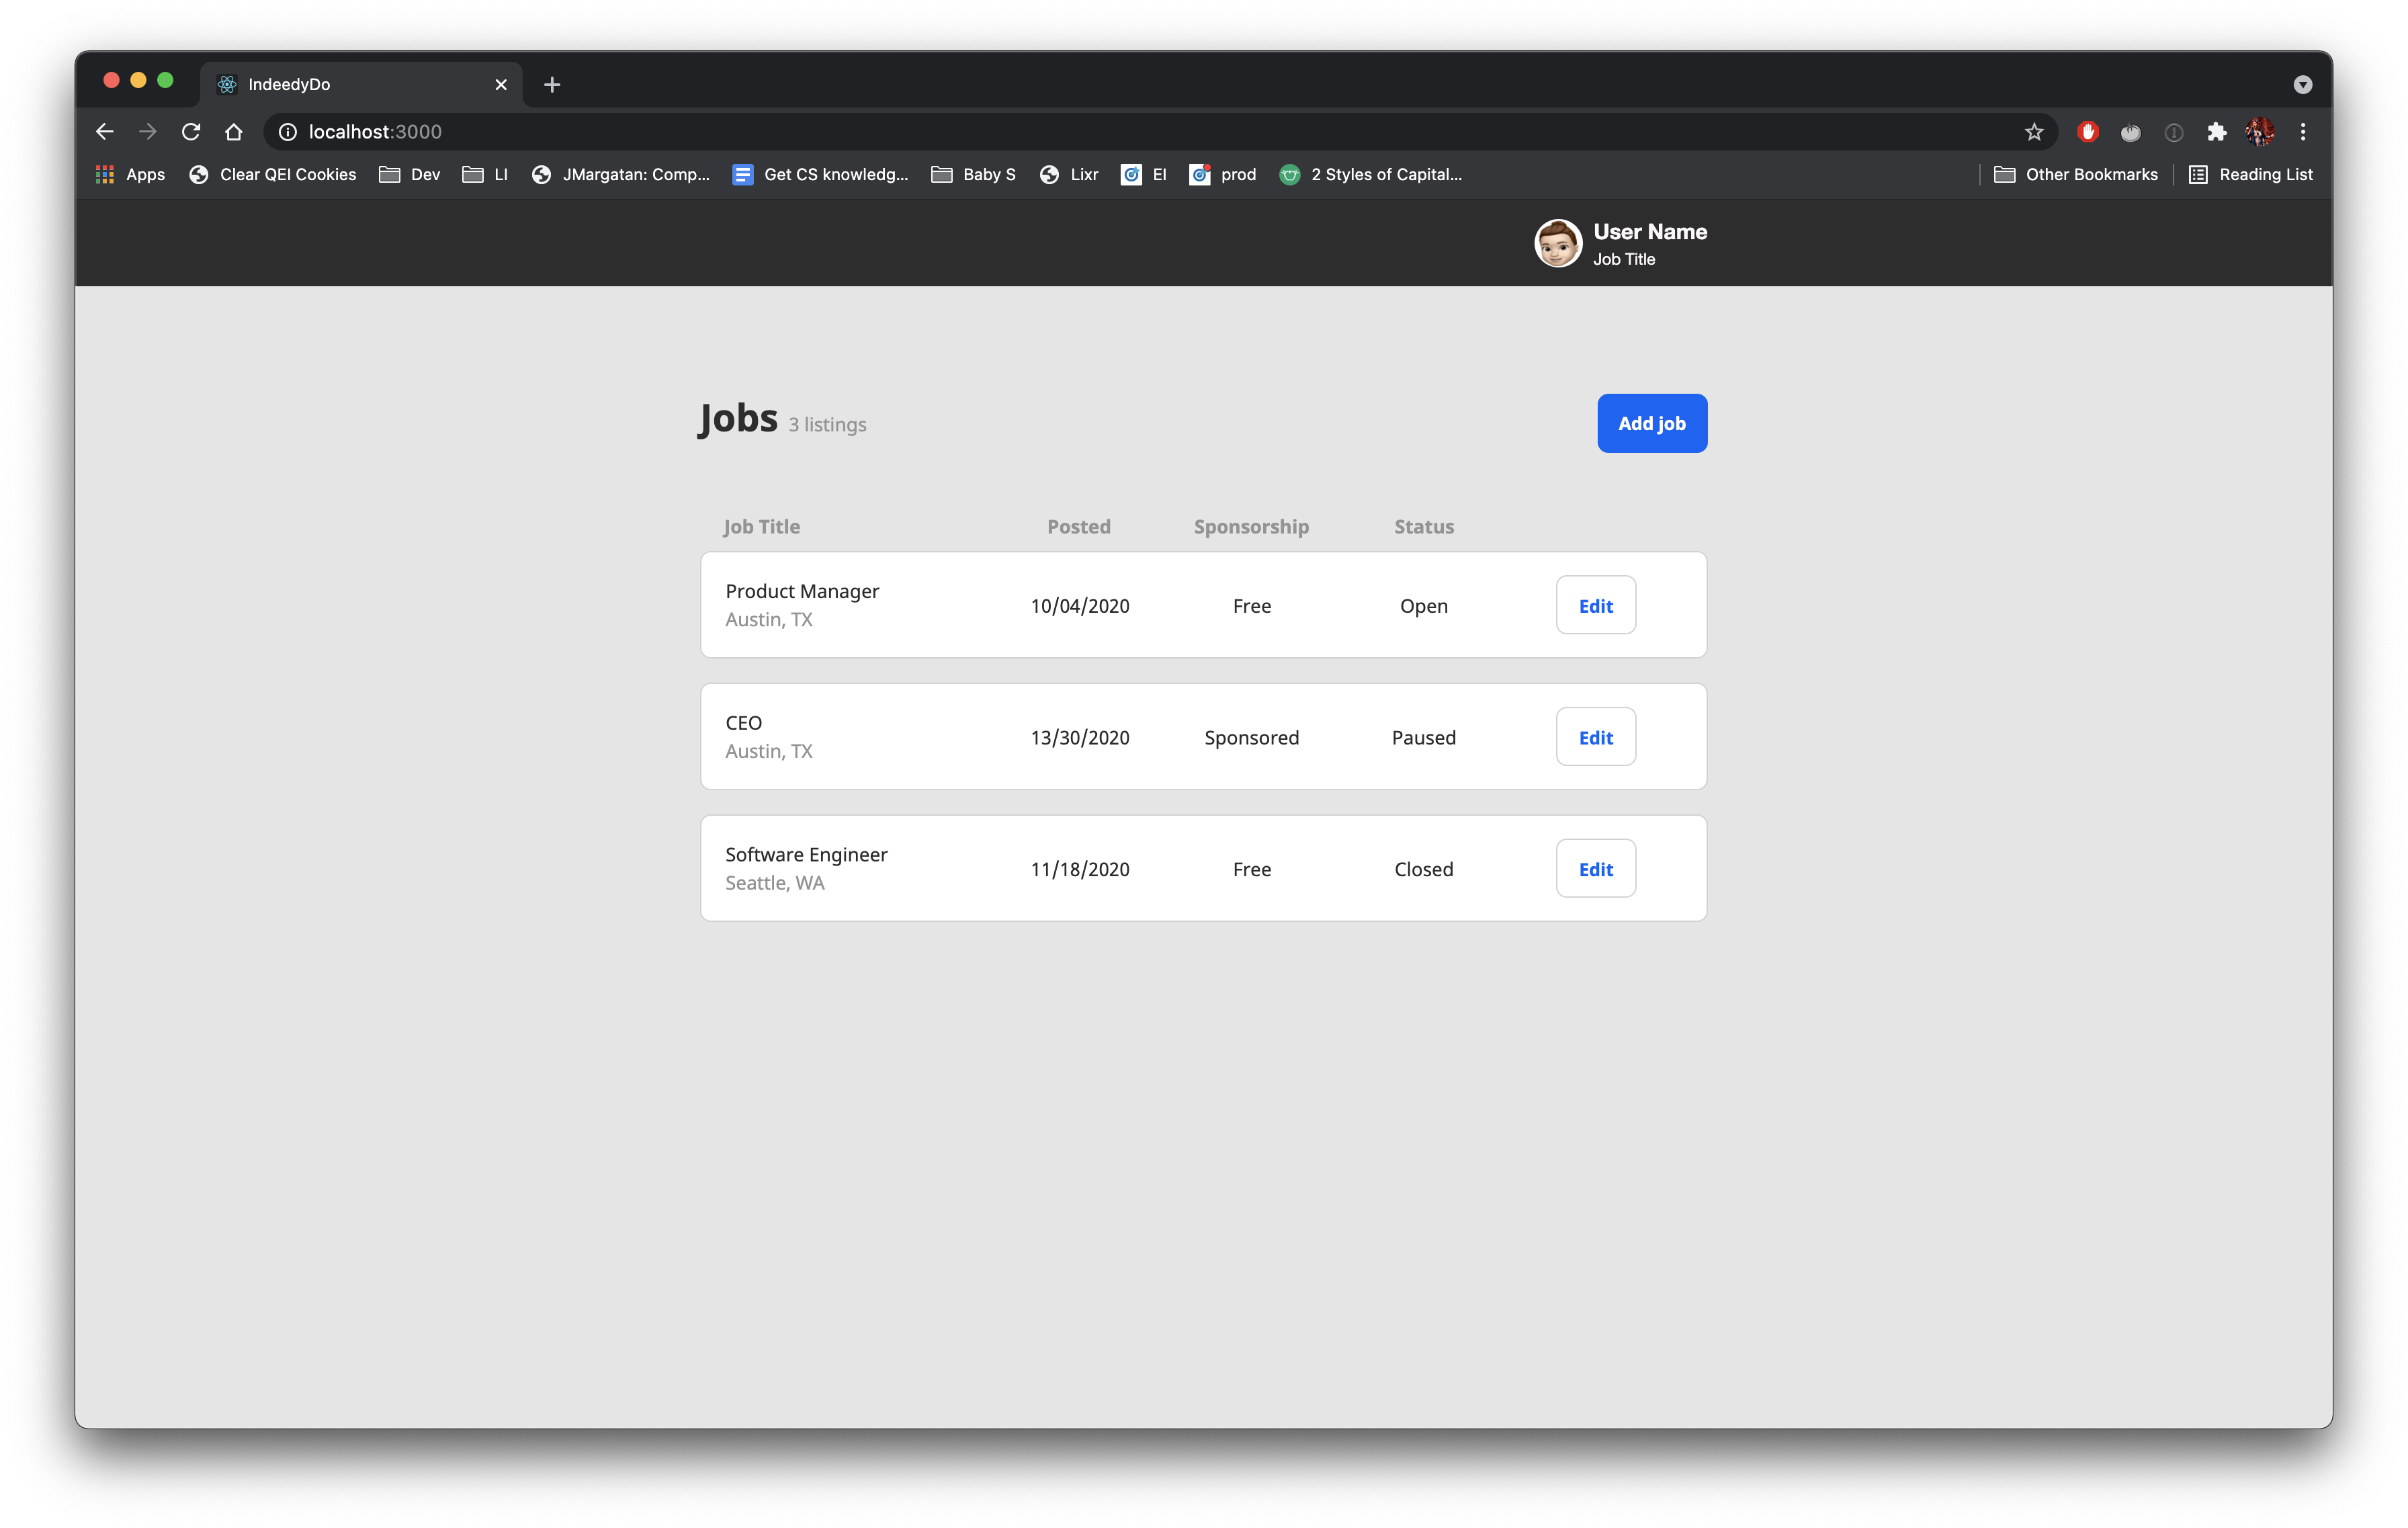 IndeedyDo
localhost:3000
Apps Clear QEI Cookies Dev LI JMargatan: Comp... Get CS knowledg... Baby S Lixr EI prod 2 Styles of Capital... Other Bookmarks Reading List
User Name
Job Title
Jobs 3 listings Add job
Job Title Posted Sponsorship Status
Product Manager
Austin, TX
10/04/2020 Free Open Edit
CEO
Austin, TX
13/30/2020 Sponsored Paused Edit
Software Engineer
Seattle, WA
11/18/2020 Free Closed Edit